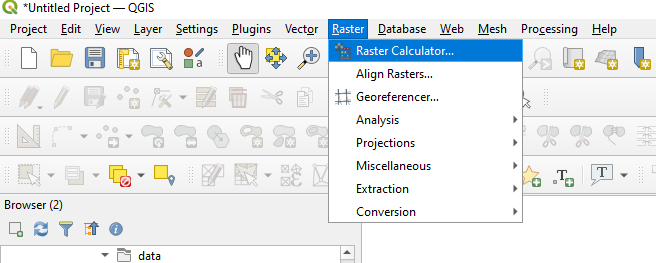 *Untitled Project — QGIS
Project Edit View Layer Settings Plugins Vector Raster Database Web Mesh Processing Help
Raster Calculator...
Align Rasters...
Georeferencer...
Analysis
Projections
Miscellaneous
Extraction
Conversion
Browser (2)
data